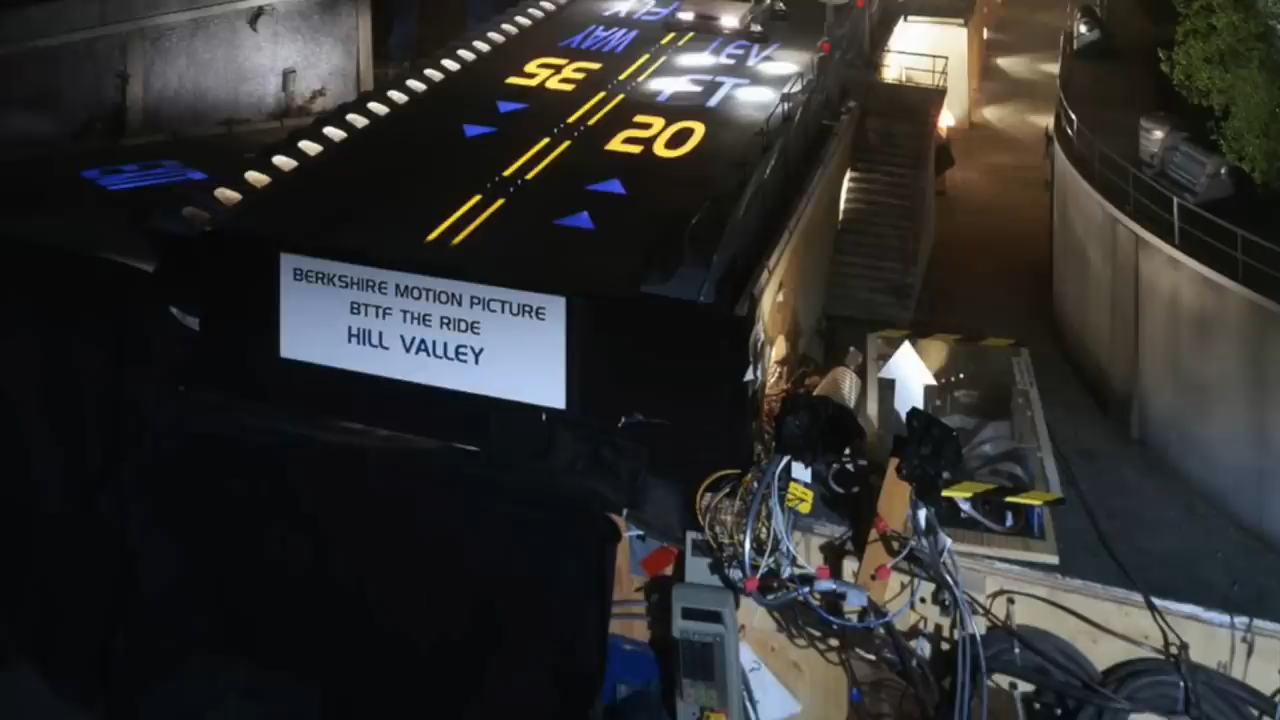 FLY
WAY
LEV
FT
35
20
BERKSHIRE MOTION PICTURE
BTTF THE RIDE
HILL VALLEY